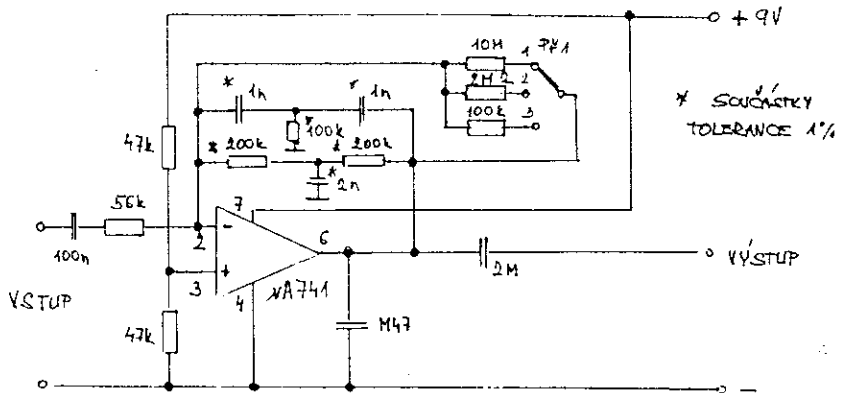 + 9V
10M
1
PŘ1
2M2
2
100k
3
* 1n
* 1n
* 100k
* 200k
* 200k
* 2n
* SOUČÁSTKY
TOLERANCE 1%
47k
56k
100n
2
7
-
6
+
3
4
µA741
2M
VÝSTUP
VSTUP
47k
M47
-